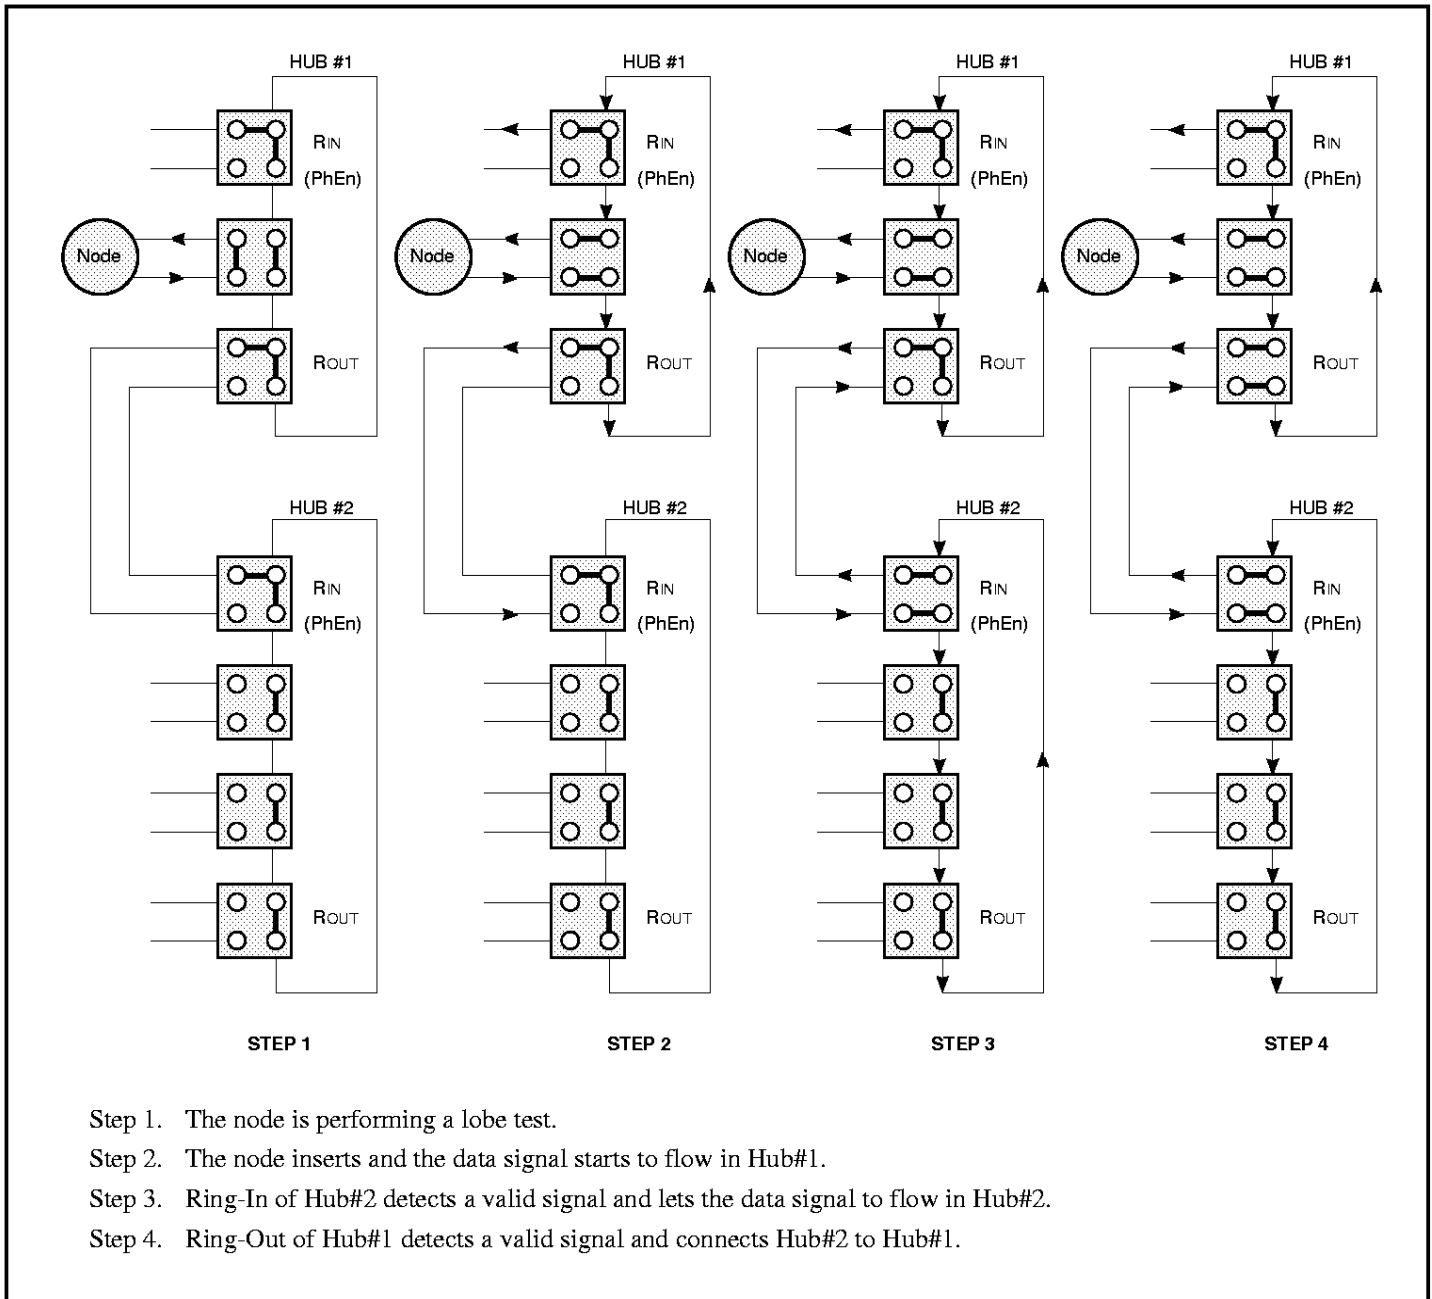 HUB #1 HUB #1 HUB #1 HUB #1
RIN RIN RIN RIN
(PhEn) (PhEn) (PhEn) (PhEn)
Node Node Node Node
ROUT ROUT ROUT ROUT
HUB #2 HUB #2 HUB #2 HUB #2
RIN RIN RIN RIN
(PhEn) (PhEn) (PhEn) (PhEn)
ROUT ROUT ROUT ROUT
STEP 1 STEP 2 STEP 3 STEP 4
Step 1. The node is performing a lobe test.
Step 2. The node inserts and the data signal starts to flow in Hub#1.
Step 3. Ring-In of Hub#2 detects a valid signal and lets the data signal to flow in Hub#2.
Step 4. Ring-Out of Hub#1 detects a valid signal and connects Hub#2 to Hub#1.